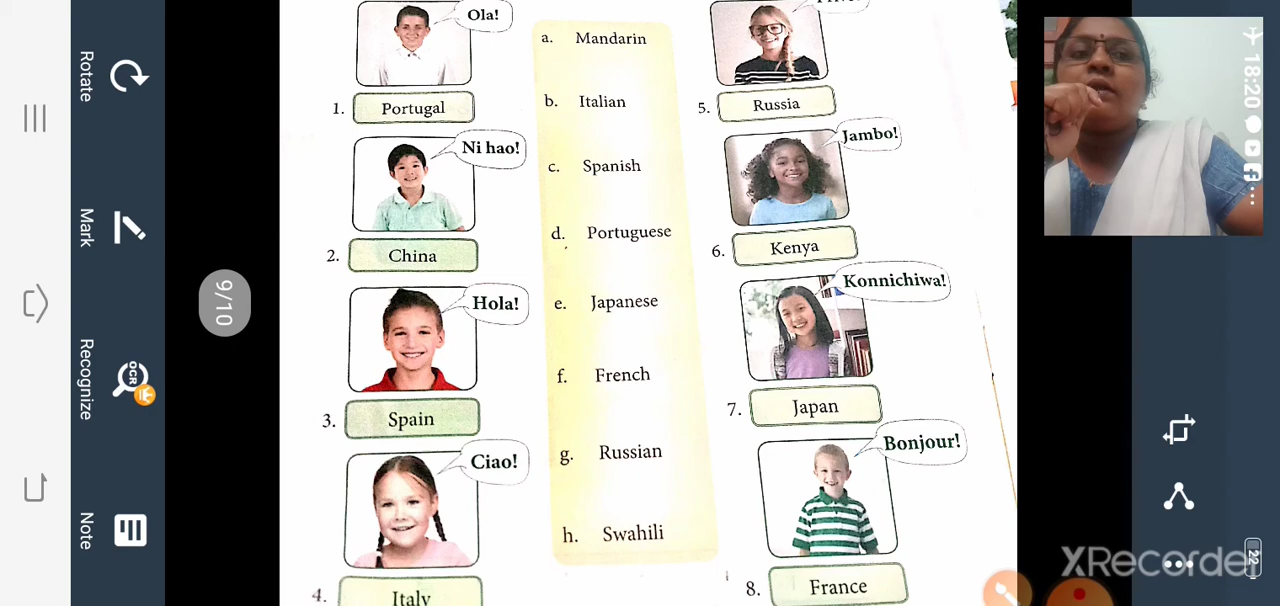 Ola!
1. Portugal
Ni hao!
2. China
Hola!
3. Spain
Ciao!
4. Italy
a. Mandarin
b. Italian
c. Spanish
d. Portuguese
e. Japanese
f. French
g. Russian
h. Swahili
5. Russia
Jambo!
6. Kenya
Konnichiwa!
7. Japan
Bonjour!
8. France
Rotate
Mark
OCR
Recognize
Note
9/10
18:20
22
XRecorder